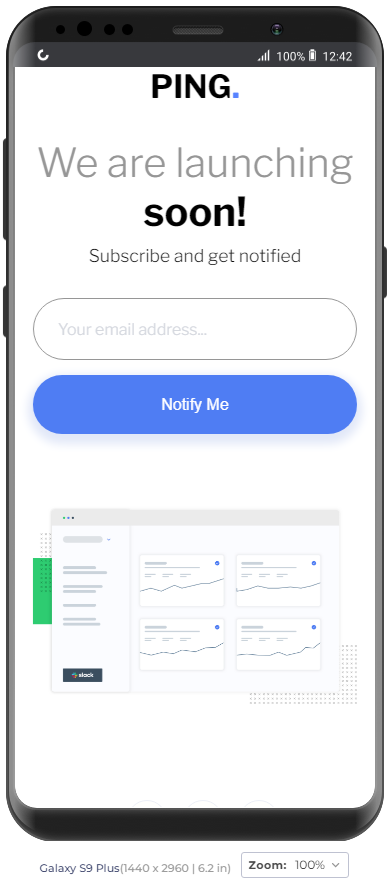 100% 12:42
PING.
We are launching
soon!
Subscribe and get notified
Your email address...
Notify Me
slack
Galaxy S9 Plus(1440 x 2960 | 6.2 in) Zoom: 100%